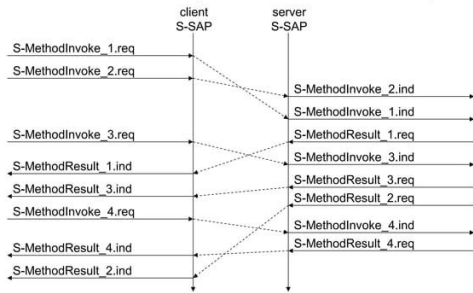 client
S-SAP
server
S-SAP
S-MethodInvoke_1.req
S-MethodInvoke_2.req
S-MethodInvoke_2.ind
S-MethodInvoke_1.ind
S-MethodInvoke_3.req
S-MethodResult_1.req
S-MethodInvoke_3.ind
S-MethodResult_1.ind
S-MethodResult_3.req
S-MethodResult_3.ind
S-MethodResult_2.req
S-MethodInvoke_4.req
S-MethodInvoke_4.ind
S-MethodResult_4.req
S-MethodResult_4.ind
S-MethodResult_2.ind